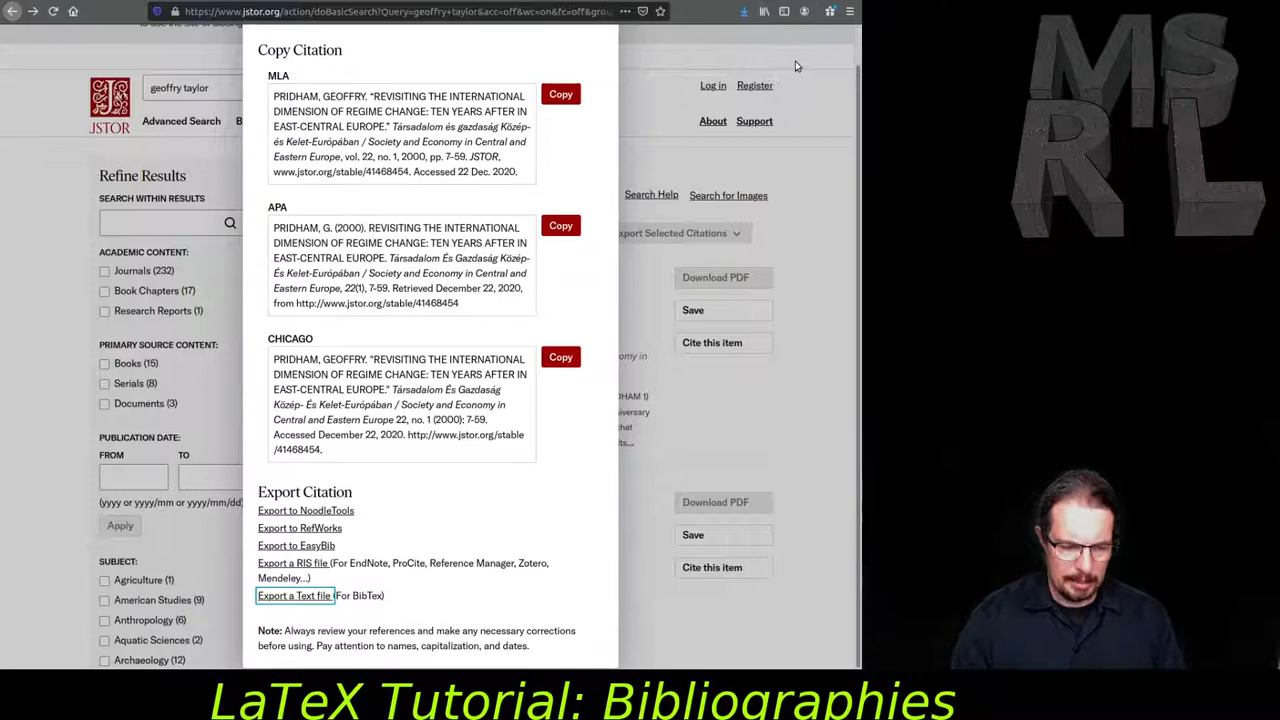 https://www.jstor.org/action/doBasicSearch?Query=geoffry+taylor&acc=off&wc=on&fc=off&grou
Copy Citation
MLA
PRIDHAM, GEOFFRY. “REVISITING THE INTERNATIONAL
DIMENSION OF REGIME CHANGE: TEN YEARS AFTER IN
EAST-CENTRAL EUROPE.” Társadalom és gazdaság Közép-
és Kelet-Európában / Society and Economy in Central and
Eastern Europe, vol. 22, no. 1, 2000, pp. 7–59. JSTOR,
www.jstor.org/stable/41468454. Accessed 22 Dec. 2020.
Copy
APA
PRIDHAM, G. (2000). REVISITING THE INTERNATIONAL
DIMENSION OF REGIME CHANGE: TEN YEARS AFTER IN
EAST-CENTRAL EUROPE. Társadalom És Gazdaság Közép-
És Kelet-Európában / Society and Economy in Central and
Eastern Europe, 22(1), 7-59. Retrieved December 22, 2020,
from http://www.jstor.org/stable/41468454
Copy
CHICAGO
PRIDHAM, GEOFFRY. "REVISITING THE INTERNATIONAL
DIMENSION OF REGIME CHANGE: TEN YEARS AFTER IN
EAST-CENTRAL EUROPE." Társadalom És Gazdaság
Közép- És Kelet-Európában / Society and Economy in
Central and Eastern Europe 22, no. 1 (2000): 7-59.
Accessed December 22, 2020. http://www.jstor.org/stable
/41468454.
Copy
Export Citation
Export to NoodleTools
Export to RefWorks
Export to EasyBib
Export a RIS file (For EndNote, ProCite, Reference Manager, Zotero,
Mendeley...)
Export a Text file (For BibTex)
Note: Always review your references and make any necessary corrections
before using. Pay attention to names, capitalization, and dates.
JSTOR
geoffry taylor
Advanced Search B
Log in Register
About Support
Search Help Search for Images
xport Selected Citations
Refine Results
SEARCH WITHIN RESULTS
ACADEMIC CONTENT:
Journals (232)
Book Chapters (17)
Research Reports (1)
PRIMARY SOURCE CONTENT:
Books (15)
Serials (8)
Documents (3)
PUBLICATION DATE:
FROM TO
(yyyy or yyyy/mm or yyyy/mm/dd)
Apply
SUBJECT:
Agriculture (1)
American Studies (9)
Anthropology (6)
Aquatic Sciences (2)
Archaeology (12)
Download PDF
Save
Cite this item
nomy in
DHAM 1)
iversary
that
its...
Download PDF
Save
Cite this item
MS
RL
LaTeX Tutorial: Bibliographies